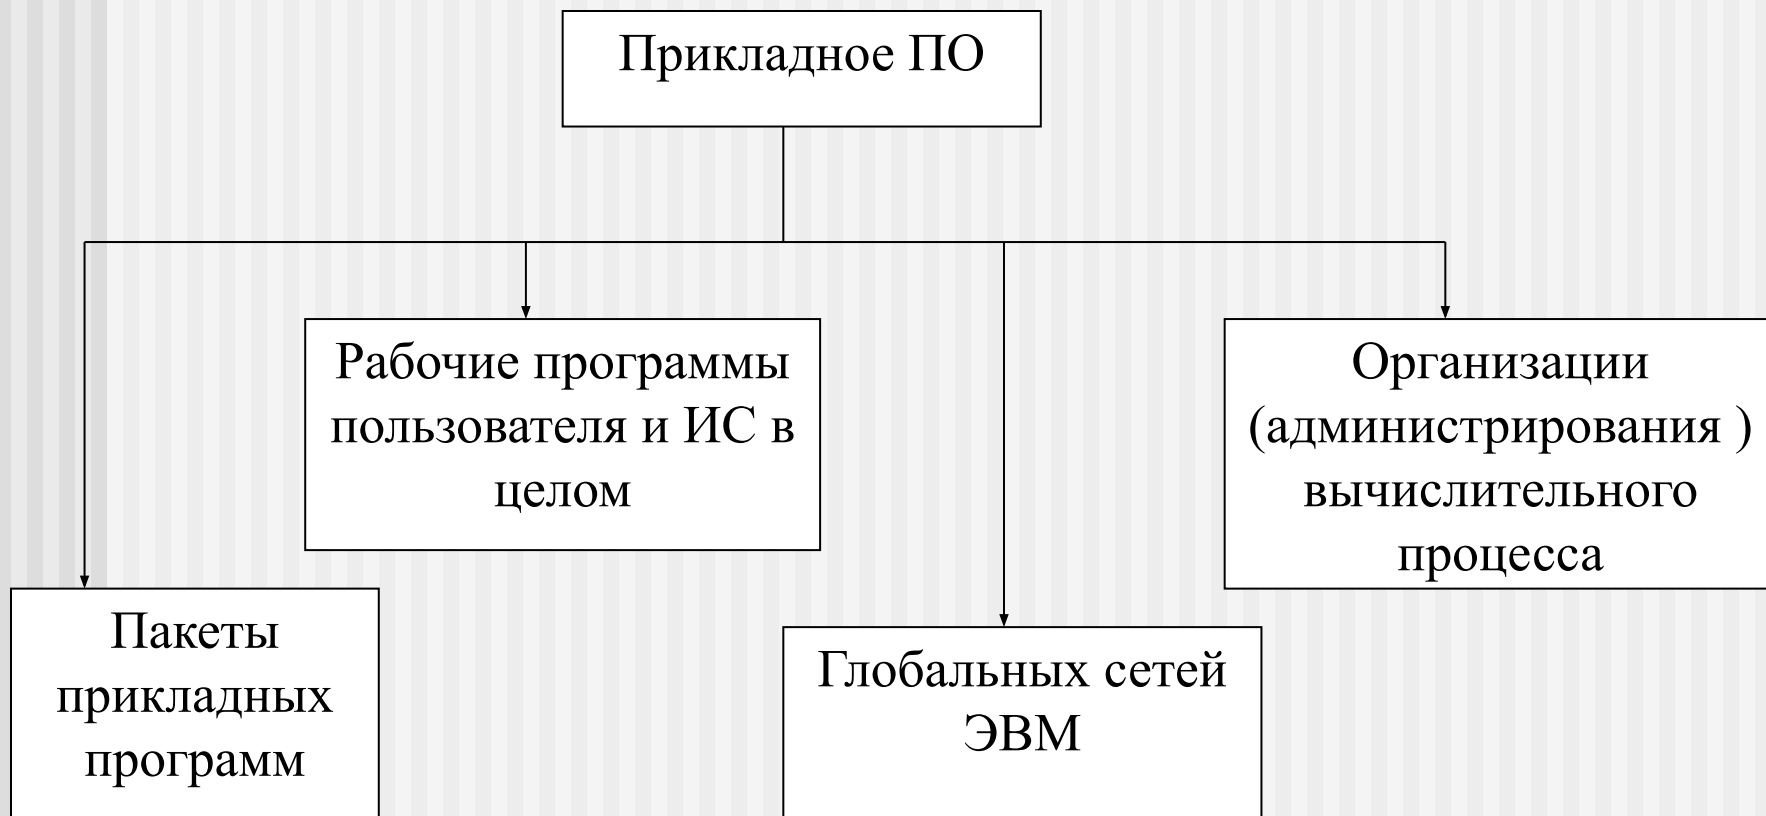 Прикладное ПО
Рабочие программы
пользователя и ИС в
целом
Организации
(администрирования )
вычислительного
процесса
Пакеты
прикладных
программ
Глобальных сетей
ЭВМ